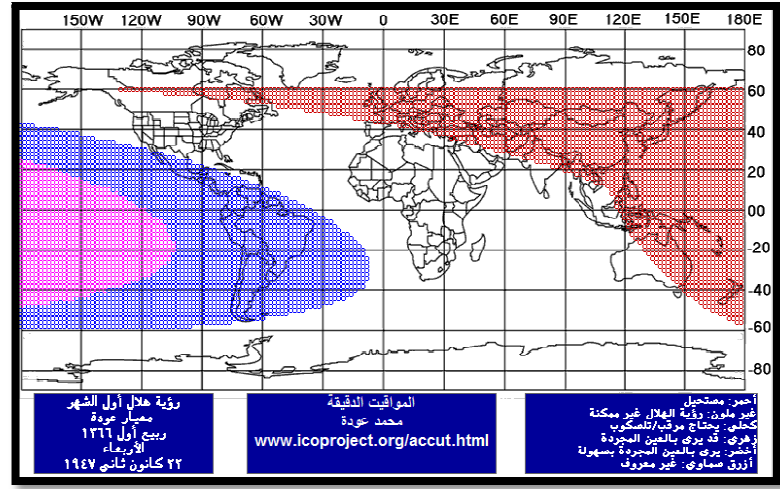 150W 120W 90W 60W 30W 0 30E 60E 90E 120E 150E 180E
80
60
40
20
00
-20
-40
-60
-80
رؤية هلال أول الشهر
معيار عودة
ربيع أول ١٣٦٦
الأربعاء
٢٢ كانون ثاني ١٩٤٧
المواقيت الدقيقة
محمد عودة
www.icoproject.org/accut.html
أحمر: مستحيل
غير ملون: رؤية الهلال غير ممكنة
كحلي: يحتاج مرقب/تلسكوب
زهري: قد يرى بالعين المجردة
أخضر: يرى بالعين المجردة بسهولة
أزرق سماوي: غير معروف